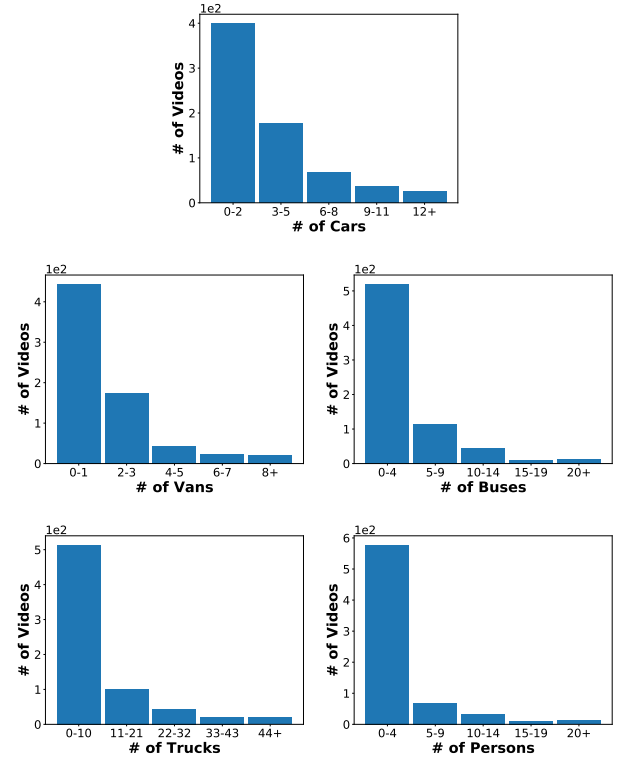 1e2
4
3
2
1
0
# of Videos
0-2 3-5 6-8 9-11 12+
# of Cars
1e2
4
3
2
1
0
# of Videos
0-1 2-3 4-5 6-7 8+
# of Vans
1e2
5
4
3
2
1
0
# of Videos
0-4 5-9 10-14 15-19 20+
# of Buses
1e2
5
4
3
2
1
0
# of Videos
0-10 11-21 22-32 33-43 44+
# of Trucks
1e2
6
5
4
3
2
1
0
# of Videos
0-4 5-9 10-14 15-19 20+
# of Persons